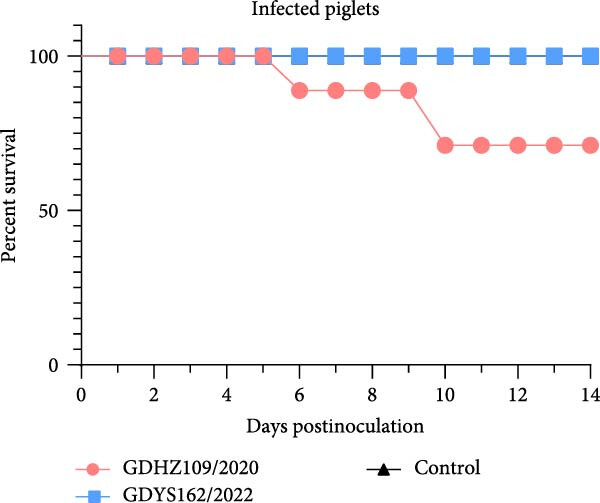 Infected piglets
100
50
0
Percent survival
0 2 4 6 8 10 12 14
Days postinoculation
GDHZ109/2020
Control
GDYS162/2022